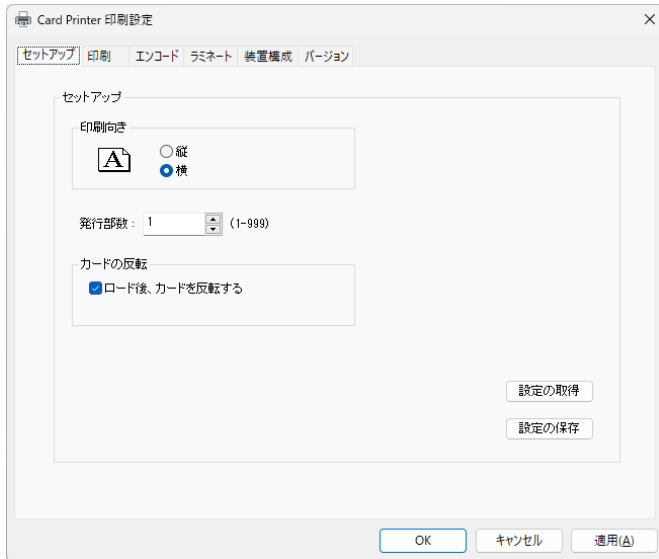 Card Printer 印刷設定
セットアップ 印刷 エンコード ラミネート 装置構成 バージョン
セットアップ
印刷向き
A
縦
横
発行部数 : 1 (1-999)
カードの反転
ロード後、カードを反転する
設定の取得
設定の保存
OK キャンセル 適用(A)